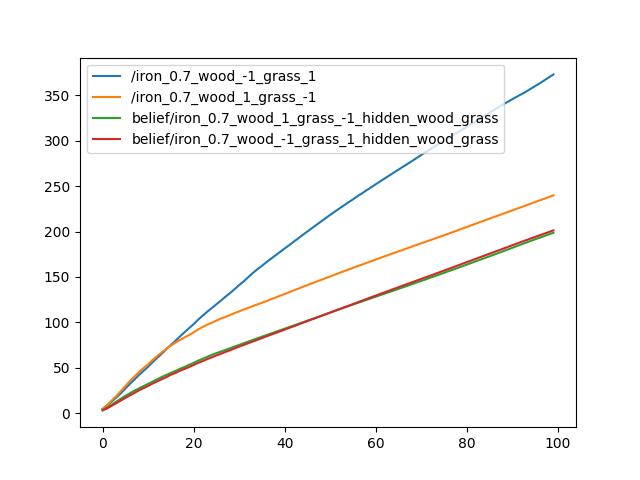 /iron_0.7_wood_-1_grass_1
/iron_0.7_wood_1_grass_-1
belief/iron_0.7_wood_1_grass_-1_hidden_wood_grass
belief/iron_0.7_wood_-1_grass_1_hidden_wood_grass
350
300
250
200
150
100
50
0
0 20 40 60 80 100